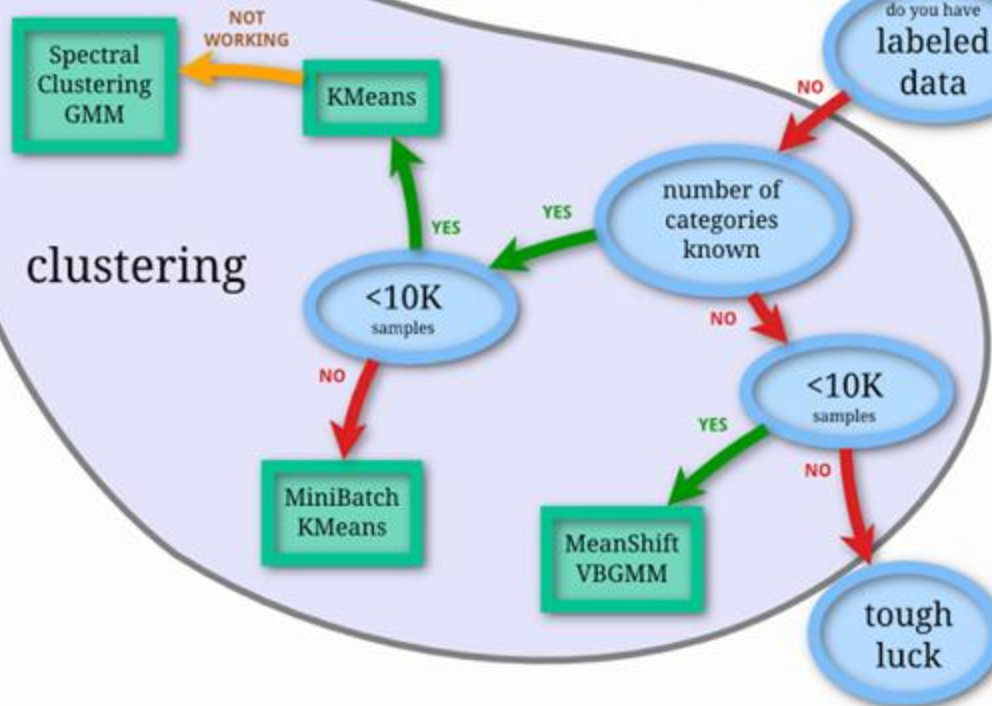 do you have
labeled
data
NO
number of
categories
known
YES
NO
<10K
samples
YES
NO
KMeans
NOT
WORKING
Spectral
Clustering
GMM
MiniBatch
KMeans
<10K
samples
YES
NO
MeanShift
VBGMM
tough
luck
clustering